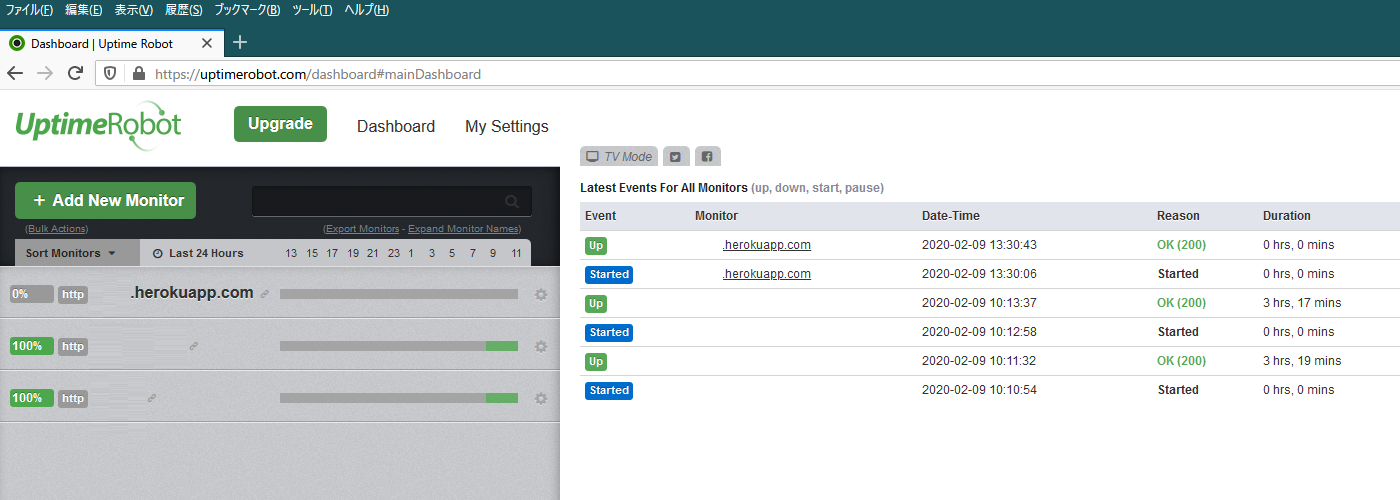 ファイル(F) 編集(E) 表示(V) 履歴(S) ブックマーク(B) ツール(T) ヘルプ(H)
Dashboard | Uptime Robot
https://uptimerobot.com/dashboard#mainDashboard
UptimeRobot
Upgrade Dashboard My Settings
+ Add New Monitor
(Bulk Actions) (Export Monitors - Expand Monitor Names)
Sort Monitors Last 24 Hours 13 15 17 19 21 23 1 3 5 7 9 11
0% http .herokuapp.com
100% http
100% http
TV Mode
Latest Events For All Monitors (up, down, start, pause)
Event Monitor Date-Time Reason Duration
Up .herokuapp.com 2020-02-09 13:30:43 OK (200) 0 hrs, 0 mins
Started .herokuapp.com 2020-02-09 13:30:06 Started 0 hrs, 0 mins
Up 2020-02-09 10:13:37 OK (200) 3 hrs, 17 mins
Started 2020-02-09 10:12:58 Started 0 hrs, 0 mins
Up 2020-02-09 10:11:32 OK (200) 3 hrs, 19 mins
Started 2020-02-09 10:10:54 Started 0 hrs, 0 mins